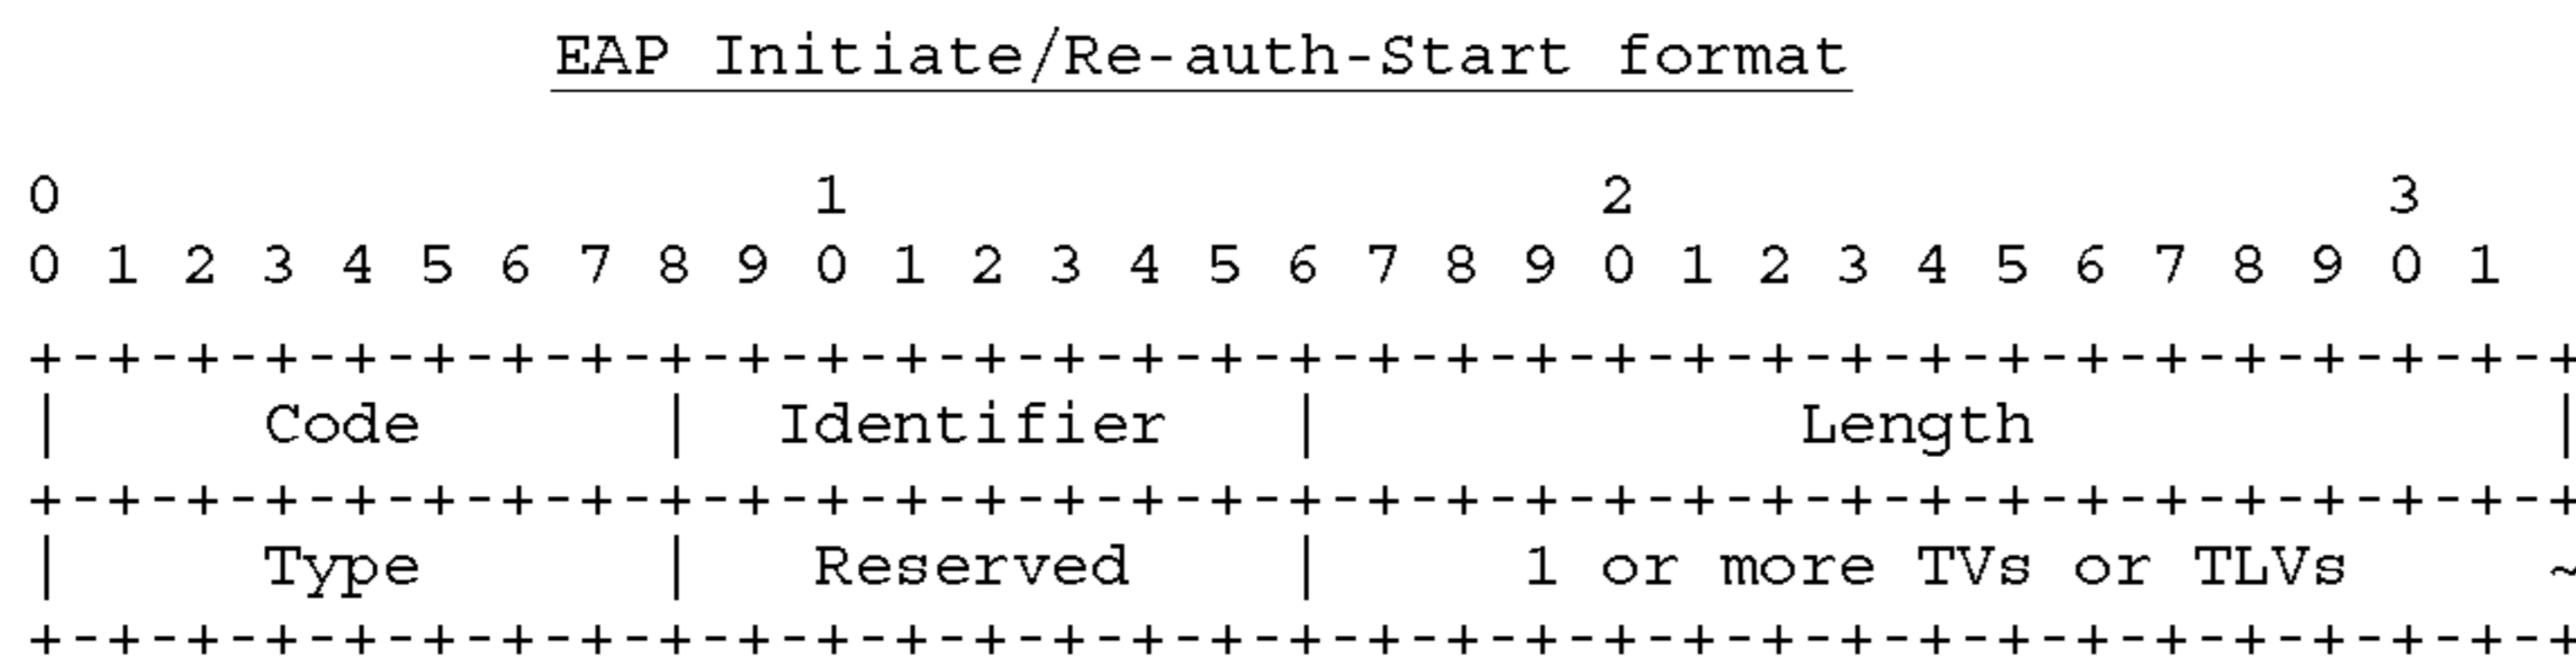 EAP Initiate/Re-auth-Start format
0 1 2 3
0 1 2 3 4 5 6 7 8 9 0 1 2 3 4 5 6 7 8 9 0 1 2 3 4 5 6 7 8 9 0 1
+-+-+-+-+-+-+-+-+-+-+-+-+-+-+-+-+-+-+-+-+-+-+-+-+-+-+-+-+-+-+-+-+
| Code | Identifier | Length |
+-+-+-+-+-+-+-+-+-+-+-+-+-+-+-+-+-+-+-+-+-+-+-+-+-+-+-+-+-+-+-+-+
| Type | Reserved | 1 or more TVs or TLVs ~
+-+-+-+-+-+-+-+-+-+-+-+-+-+-+-+-+-+-+-+-+-+-+-+-+-+-+-+-+-+-+-+-+